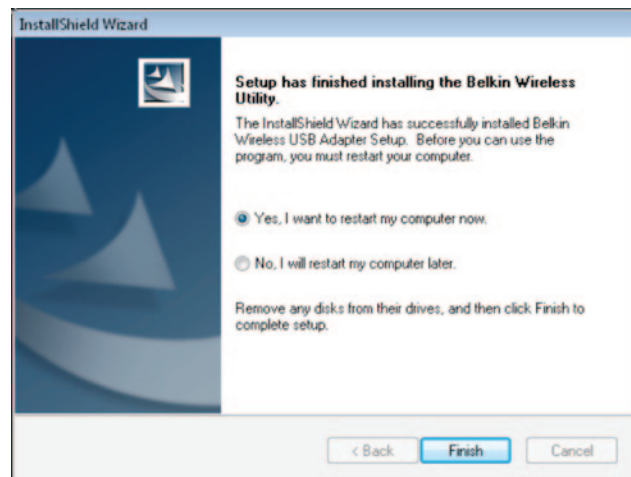 InstallShield Wizard
Setup has finished installing the Belkin Wireless
Utility.
The InstallShield Wizard has successfully installed Belkin
Wireless USB Adapter Setup. Before you can use the
program, you must restart your computer.
Yes, I want to restart my computer now.
No, I will restart my computer later.
Remove any disks from their drives, and then click Finish to
complete setup.
< Back Finish Cancel